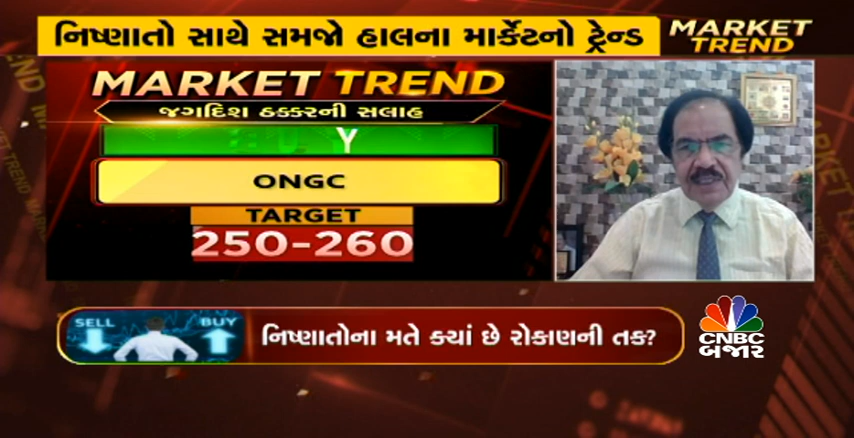 નિષ્ણાતો સાથે સમજો હાલના માર્કેટનો ટ્રેન્ડ
MARKET
TREND
MARKET TREND
જગદિશ ઠક્કરની સલાહ
BUY
ONGC
TARGET
250-260
SELL
BUY
નિષ્ણાતોના મતે ક્યાં છે રોકાણની તક?
CNBC
બજાર